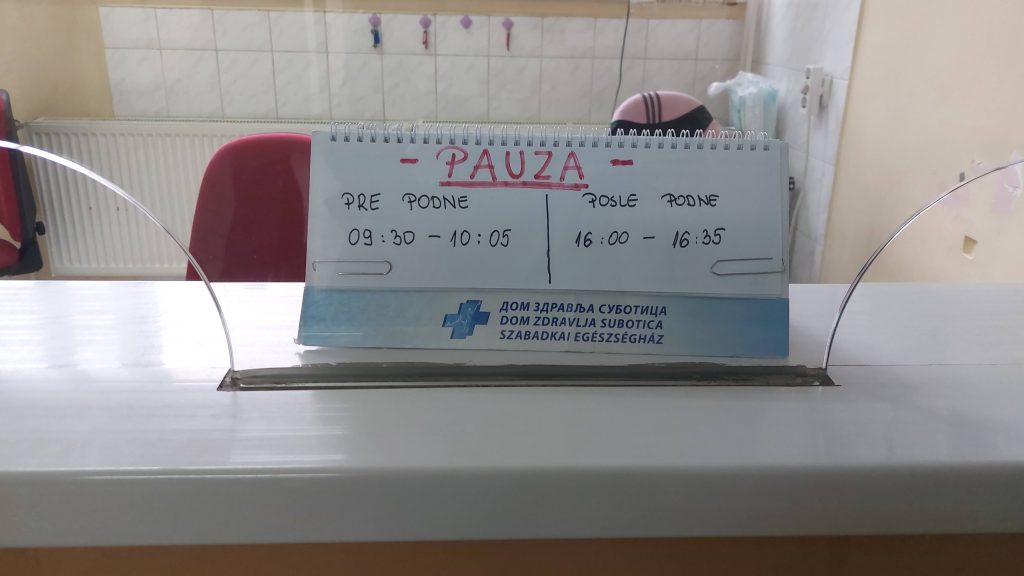 - PAUZA -
PRE PODNE
09:30 - 10:05
POSLE PODNE
16:00 - 16:35
ДОМ ЗДРАВЉА СУБОТИЦА
DOM ZDRAVLJA SUBOTICA
SZABADKAI EGÉSZSÉGHÁZ